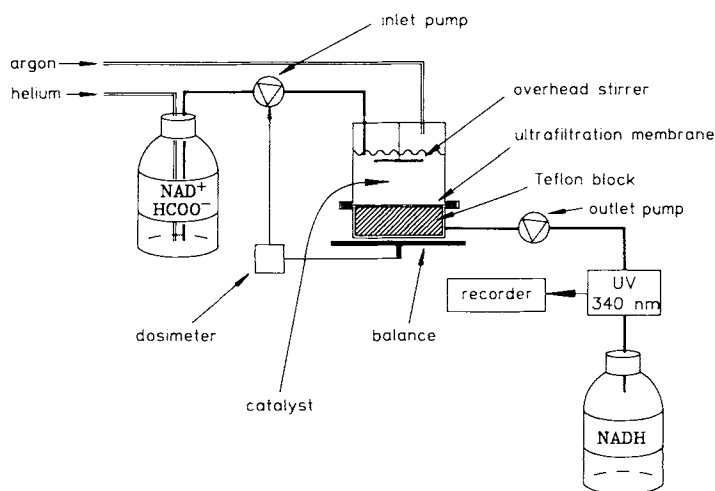 inlet pump
argon
helium
overhead stirrer
ultrafiltration membrane
Teflon block
outlet pump
NAD⁺
HCOO⁻
UV
340 nm
recorder
dosimeter
balance
catalyst
NADH